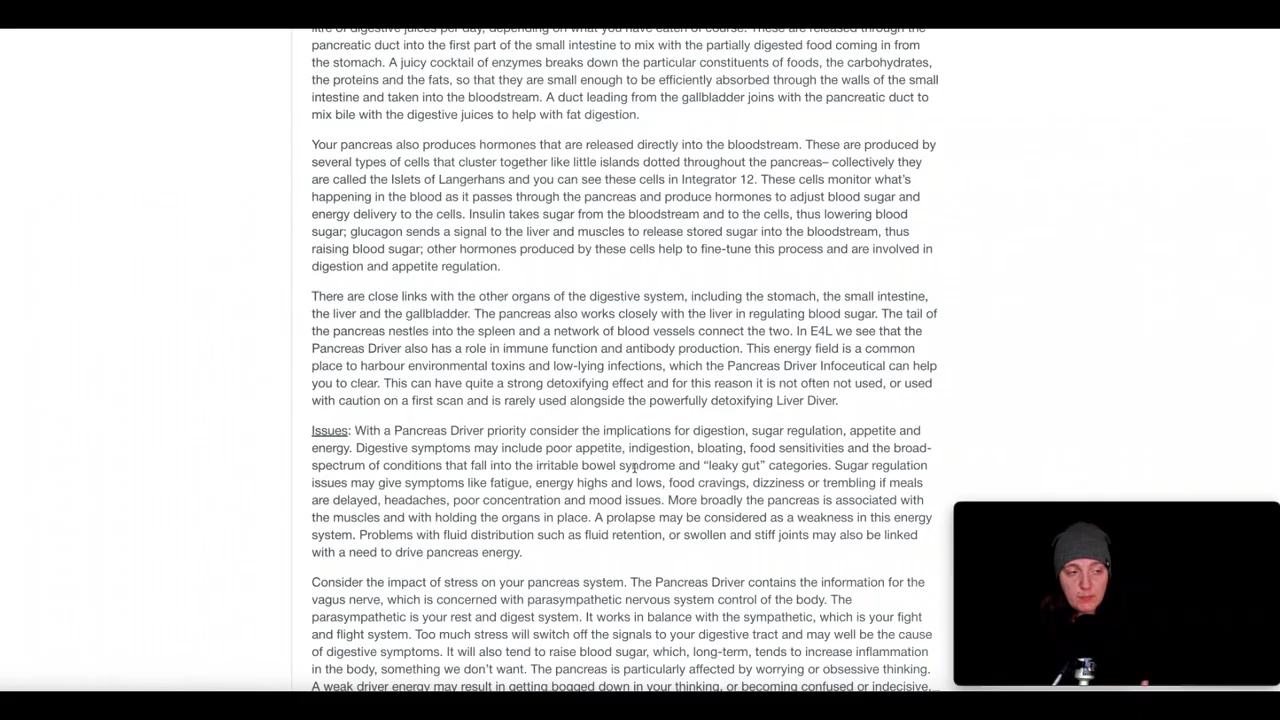 litre of digestive juices per day, depending on what you have eaten of course. These are released through the
pancreatic duct into the first part of the small intestine to mix with the partially digested food coming in from
the stomach. A juicy cocktail of enzymes breaks down the particular constituents of foods, the carbohydrates,
the proteins and the fats, so that they are small enough to be efficiently absorbed through the walls of the small
intestine and taken into the bloodstream. A duct leading from the gallbladder joins with the pancreatic duct to
mix bile with the digestive juices to help with fat digestion.
Your pancreas also produces hormones that are released directly into the bloodstream. These are produced by
several types of cells that cluster together like little islands dotted throughout the pancreas– collectively they
are called the Islets of Langerhans and you can see these cells in Integrator 12. These cells monitor what's
happening in the blood as it passes through the pancreas and produce hormones to adjust blood sugar and
energy delivery to the cells. Insulin takes sugar from the bloodstream and to the cells, thus lowering blood
sugar; glucagon sends a signal to the liver and muscles to release stored sugar into the bloodstream, thus
raising blood sugar; other hormones produced by these cells help to fine-tune this process and are involved in
digestion and appetite regulation.
There are close links with the other organs of the digestive system, including the stomach, the small intestine,
the liver and the gallbladder. The pancreas also works closely with the liver in regulating blood sugar. The tail of
the pancreas nestles into the spleen and a network of blood vessels connect the two. In E4L we see that the
Pancreas Driver also has a role in immune function and antibody production. This energy field is a common
place to harbour environmental toxins and low-lying infections, which the Pancreas Driver Infoceutical can help
you to clear. This can have quite a strong detoxifying effect and for this reason it is not often not used, or used
with caution on a first scan and is rarely used alongside the powerfully detoxifying Liver Diver.
Issues: With a Pancreas Driver priority consider the implications for digestion, sugar regulation, appetite and
energy. Digestive symptoms may include poor appetite, indigestion, bloating, food sensitivities and the broad-
spectrum of conditions that fall into the irritable bowel syndrome and “leaky gut” categories. Sugar regulation
issues may give symptoms like fatigue, energy highs and lows, food cravings, dizziness or trembling if meals
are delayed, headaches, poor concentration and mood issues. More broadly the pancreas is associated with
the muscles and with holding the organs in place. A prolapse may be considered as a weakness in this energy
system. Problems with fluid distribution such as fluid retention, or swollen and stiff joints may also be linked
with a need to drive pancreas energy.
Consider the impact of stress on your pancreas system. The Pancreas Driver contains the information for the
vagus nerve, which is concerned with parasympathetic nervous system control of the body. The
parasympathetic is your rest and digest system. It works in balance with the sympathetic, which is your fight
and flight system. Too much stress will switch off the signals to your digestive tract and may well be the cause
of digestive symptoms. It will also tend to raise blood sugar, which, long-term, tends to increase inflammation
in the body, something we don't want. The pancreas is particularly affected by worrying or obsessive thinking.
A weak driver energy may result in getting bogged down in your thinking, or becoming confused or indecisive.